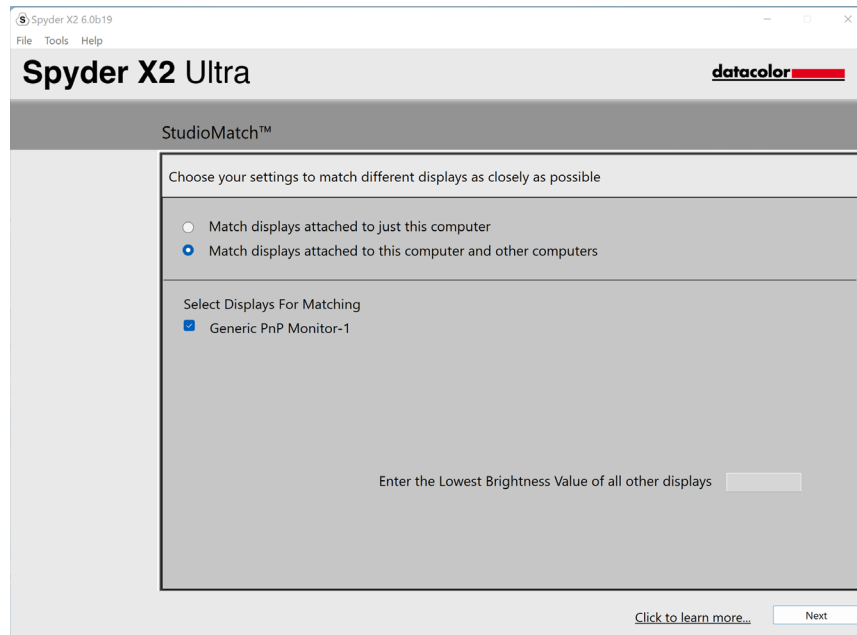 Spyder X2 6.0b19
File Tools Help
Spyder X2 Ultra
datacolor
StudioMatch™
Choose your settings to match different displays as closely as possible
Match displays attached to just this computer
Match displays attached to this computer and other computers
Select Displays For Matching
Generic PnP Monitor-1
Enter the Lowest Brightness Value of all other displays
Click to learn more...
Next